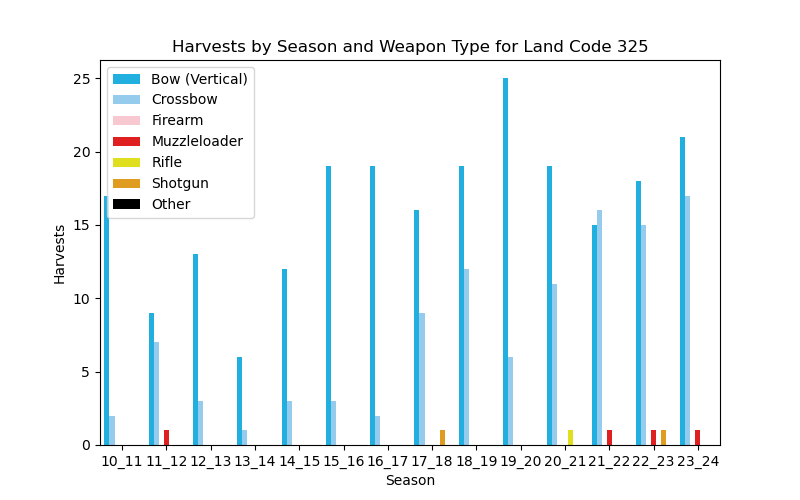 Harvests by Season and Weapon Type for Land Code 325
Bow (Vertical)
Crossbow
Firearm
Muzzleloader
Rifle
Shotgun
Other
Harvests
25
20
15
10
5
0
10_11 11_12 12_13 13_14 14_15 15_16 16_17 17_18 18_19 19_20 20_21 21_22 22_23 23_24
Season